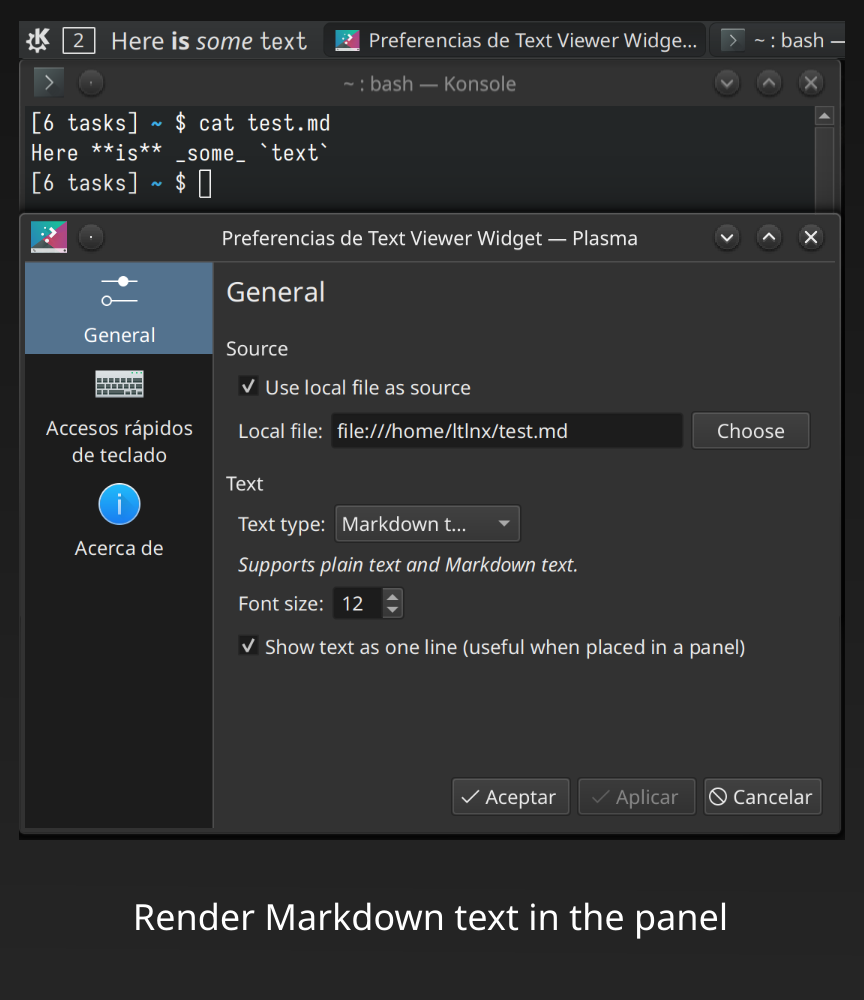 2 Here is some text Preferencias de Text Viewer Widge... ~ : bash —
~ : bash — Konsole
[6 tasks] ~ $ cat test.md
Here **is** _some_ `text`
[6 tasks] ~ $
Preferencias de Text Viewer Widget — Plasma
General
Accesos rápidos
de teclado
Acerca de
General
Source
Use local file as source
Local file: file:///home/ltlnx/test.md Choose
Text
Text type: Markdown t...
Supports plain text and Markdown text.
Font size: 12
Show text as one line (useful when placed in a panel)
Aceptar Aplicar Cancelar
Render Markdown text in the panel